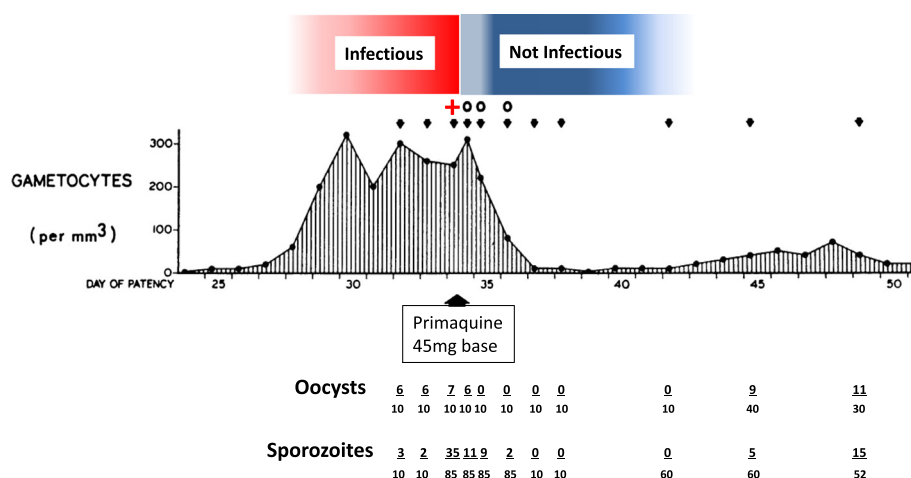 Infectious
Not Infectious
+ o o o
300
GAMETOCYTES
200
(per mm³)
100
0
DAY OF PATENCY 25 30 35 40 45 50
Primaquine
45mg base
Oocysts 6 6 7 6 0 0 0 0 0 9 11
10 10 10 10 10 10 10 10 10 40 30
Sporozoites 3 2 35 11 9 2 0 0 0 5 15
10 10 85 85 85 85 10 10 60 60 52